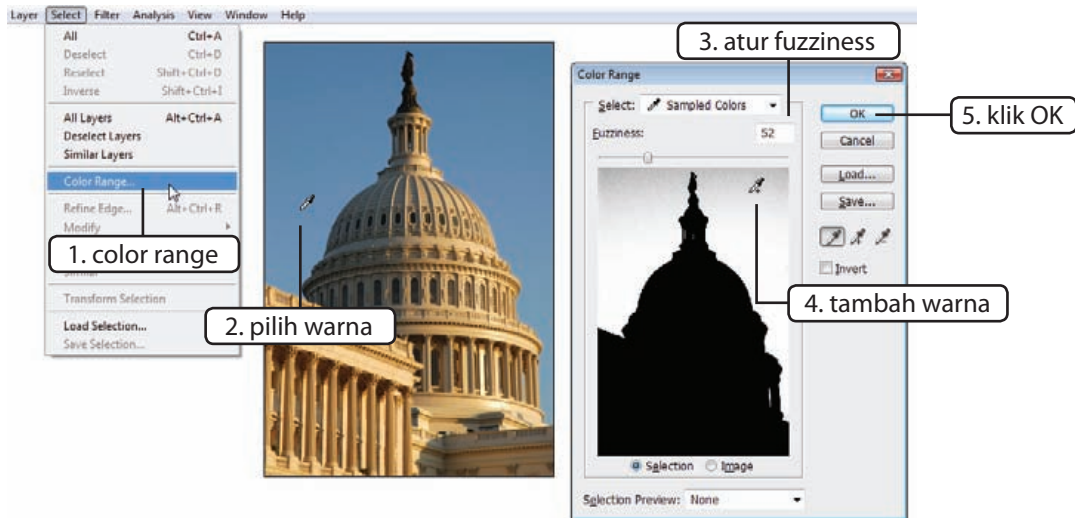 Layer Select Filter Analysis View Window Help
All Ctrl+A
Deselect Ctrl+D
Reselect Shift+Ctrl+D
Inverse Shift+Ctrl+I
All Layers Alt+Ctrl+A
Deselect Layers
Similar Layers
Color Range...
Refine Edge... Alt+Ctrl+R
Modify
1. color range
Similar
Transform Selection
Load Selection...
Save Selection...
2. pilih warna
3. atur fuzziness
Color Range
Select: Sampled Colors
Fuzziness: 52
OK
5. klik OK
Cancel
Load...
Save...
Invert
4. tambah warna
Selection Image
Selection Preview: None